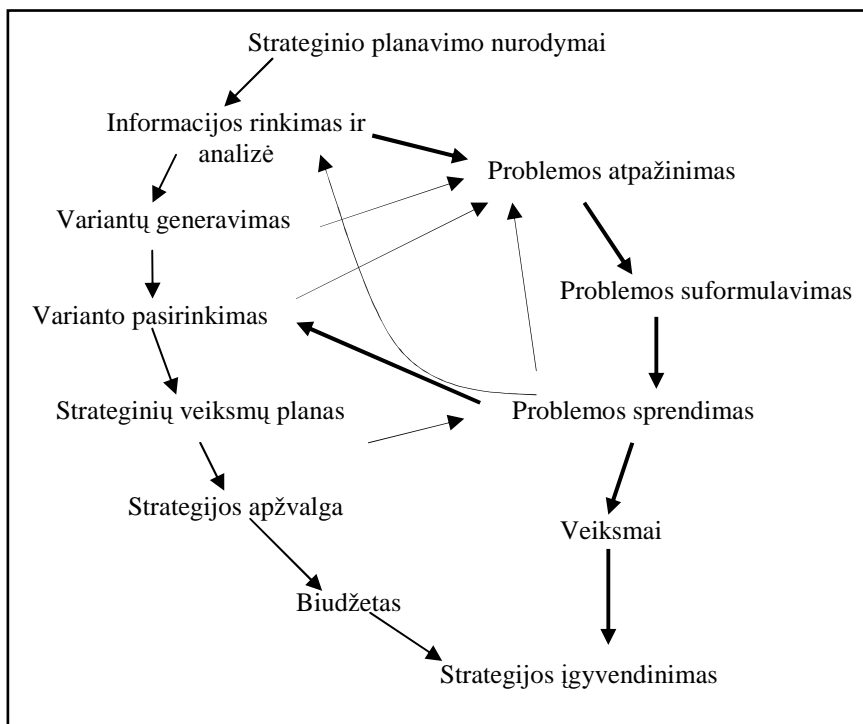 Strateginio planavimo nurodymai
Informacijos rinkimas ir
analizė
Problemos atpažinimas
Variantų generavimas
Problemos suformulavimas
Varianto pasirinkimas
Strateginių veiksmų planas
Problemos sprendimas
Strategijos apžvalga
Veiksmai
Biudžetas
Strategijos įgyvendinimas